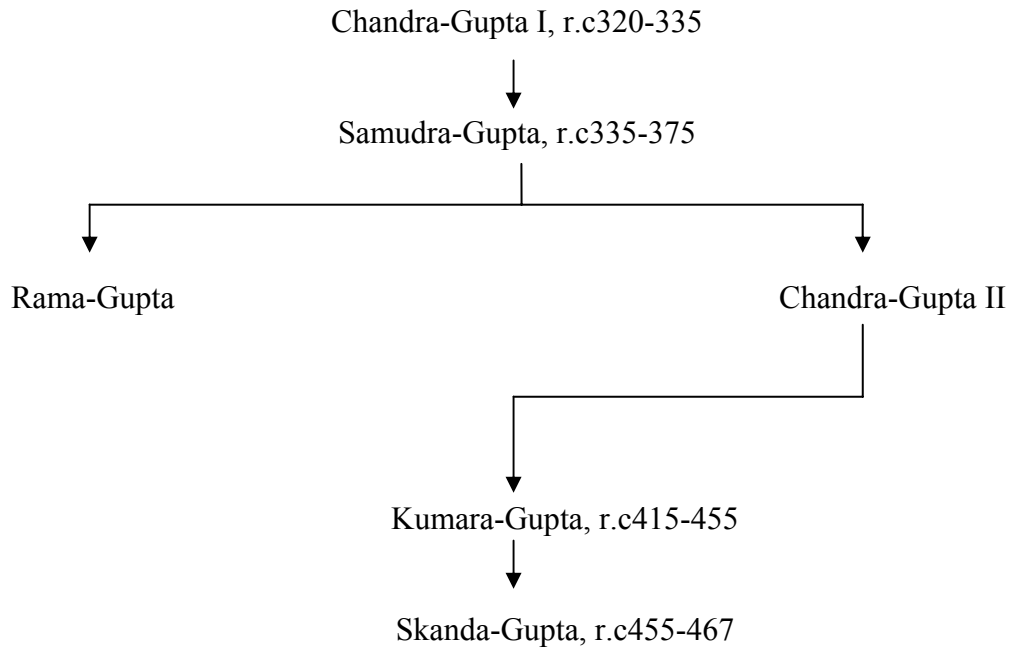 Chandra-Gupta I, r.c320-335
Samudra-Gupta, r.c335-375
Rama-Gupta
Chandra-Gupta II
Kumara-Gupta, r.c415-455
Skanda-Gupta, r.c455-467